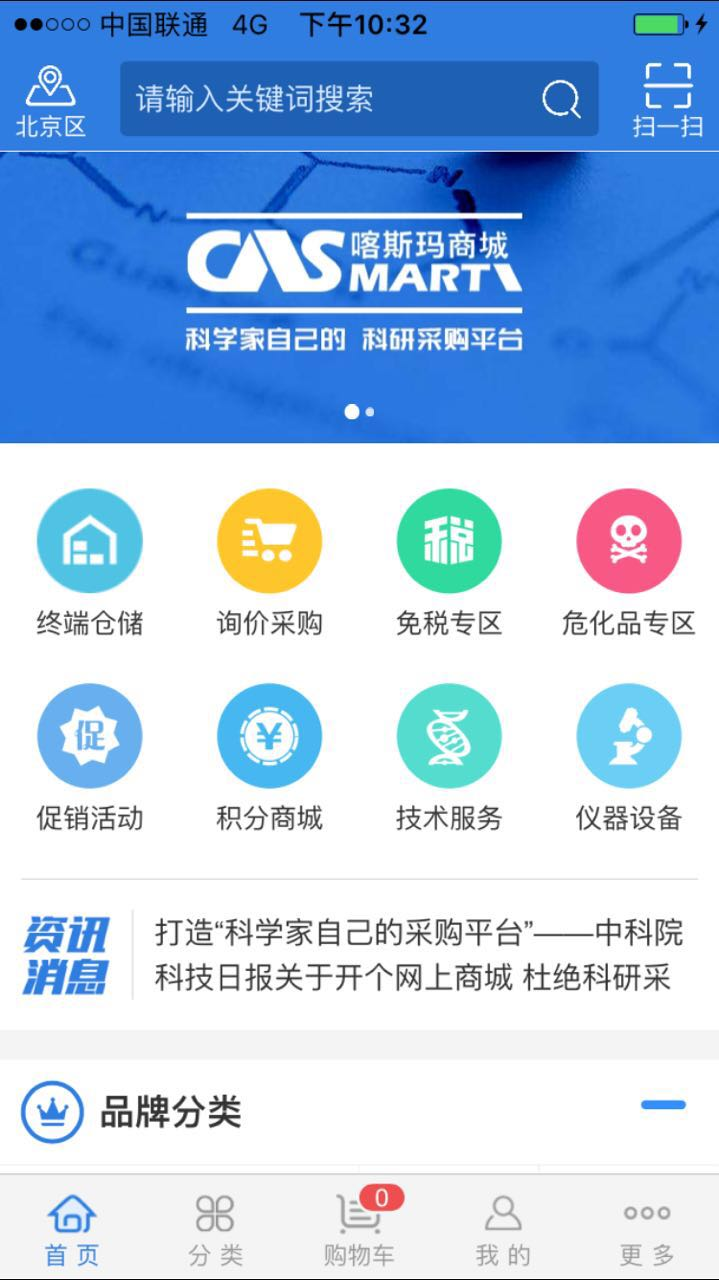 中国联通 4G 下午10:32
北京区
请输入关键词搜索
扫一扫
CAS 喀斯玛商城
MART
科学家自己的 科研采购平台
税
终端仓储 询价采购 免税专区 危化品专区
促 ¥
促销活动 积分商城 技术服务 仪器设备
资讯
消息
打造“科学家自己的采购平台”——中科院
科技日报关于开个网上商城 杜绝科研采
品牌分类
0
首页 分类 购物车 我的 更多